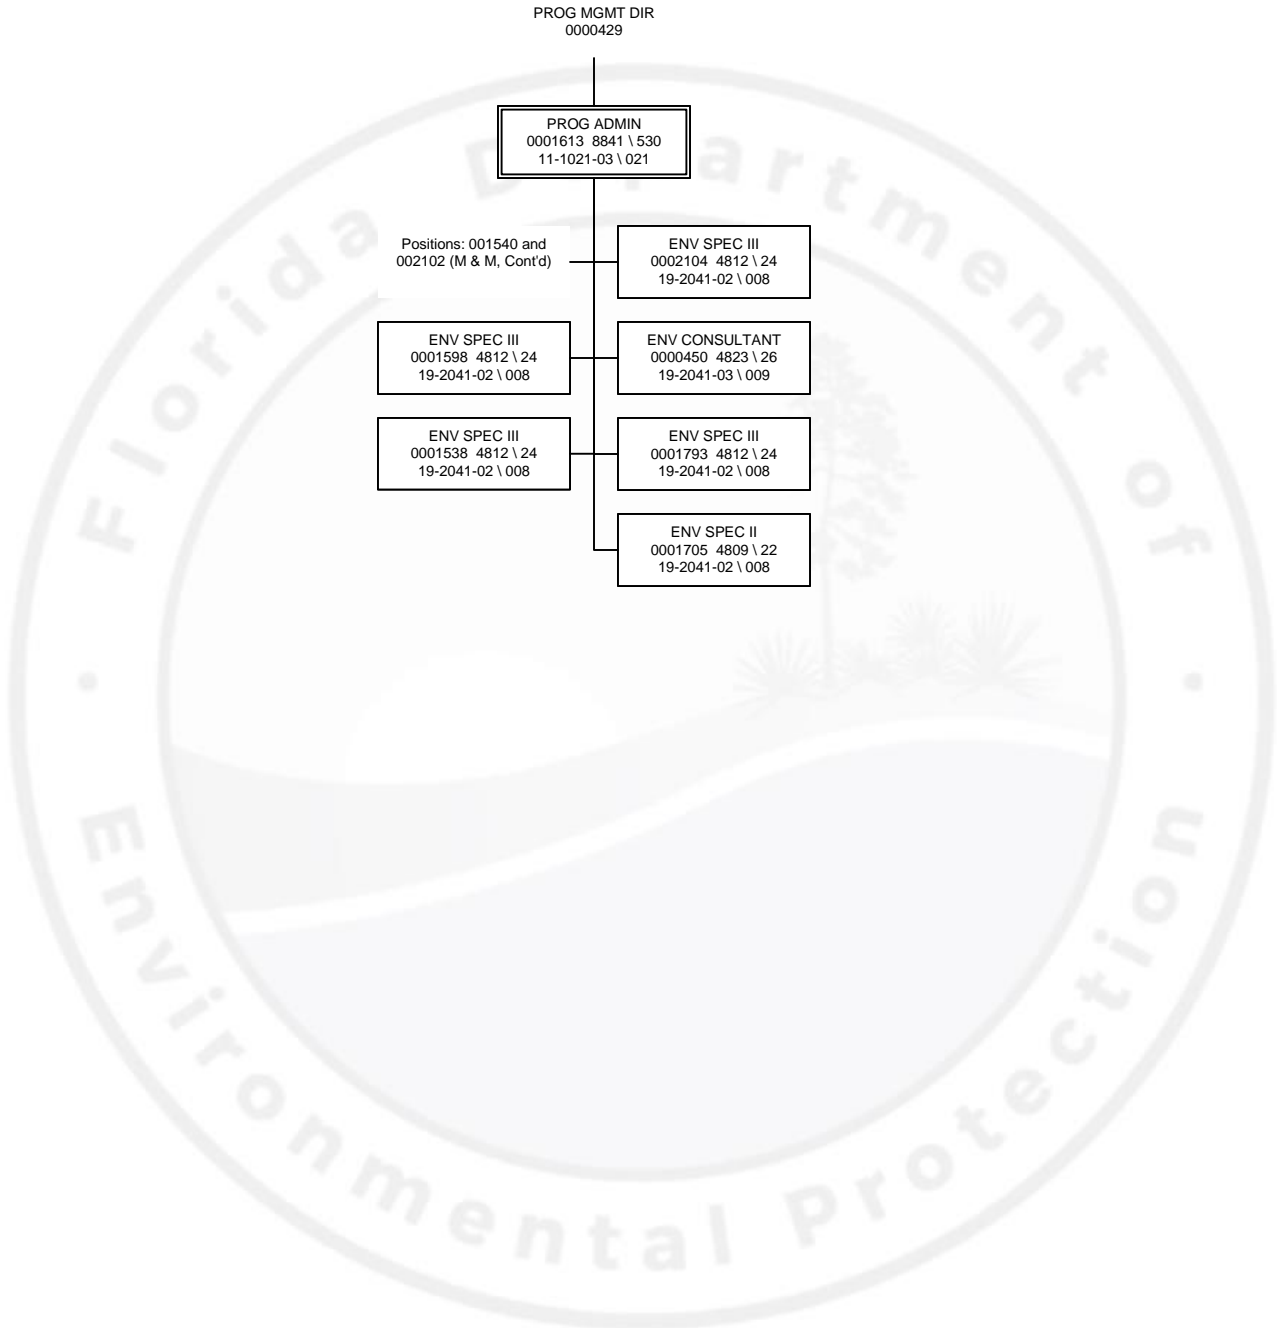 PROG MGMT DIR
0000429
PROG ADMIN
0001613 8841 \ 530
11-1021-03 \ 021
Positions: 001540 and
002102 (M & M, Cont'd)
ENV SPEC III
0002104 4812 \ 24
19-2041-02 \ 008
ENV SPEC III
0001598 4812 \ 24
19-2041-02 \ 008
ENV CONSULTANT
0000450 4823 \ 26
19-2041-03 \ 009
ENV SPEC III
0001538 4812 \ 24
19-2041-02 \ 008
ENV SPEC III
0001793 4812 \ 24
19-2041-02 \ 008
ENV SPEC II
0001705 4809 \ 22
19-2041-02 \ 008
Florida Department of
Environmental Protection